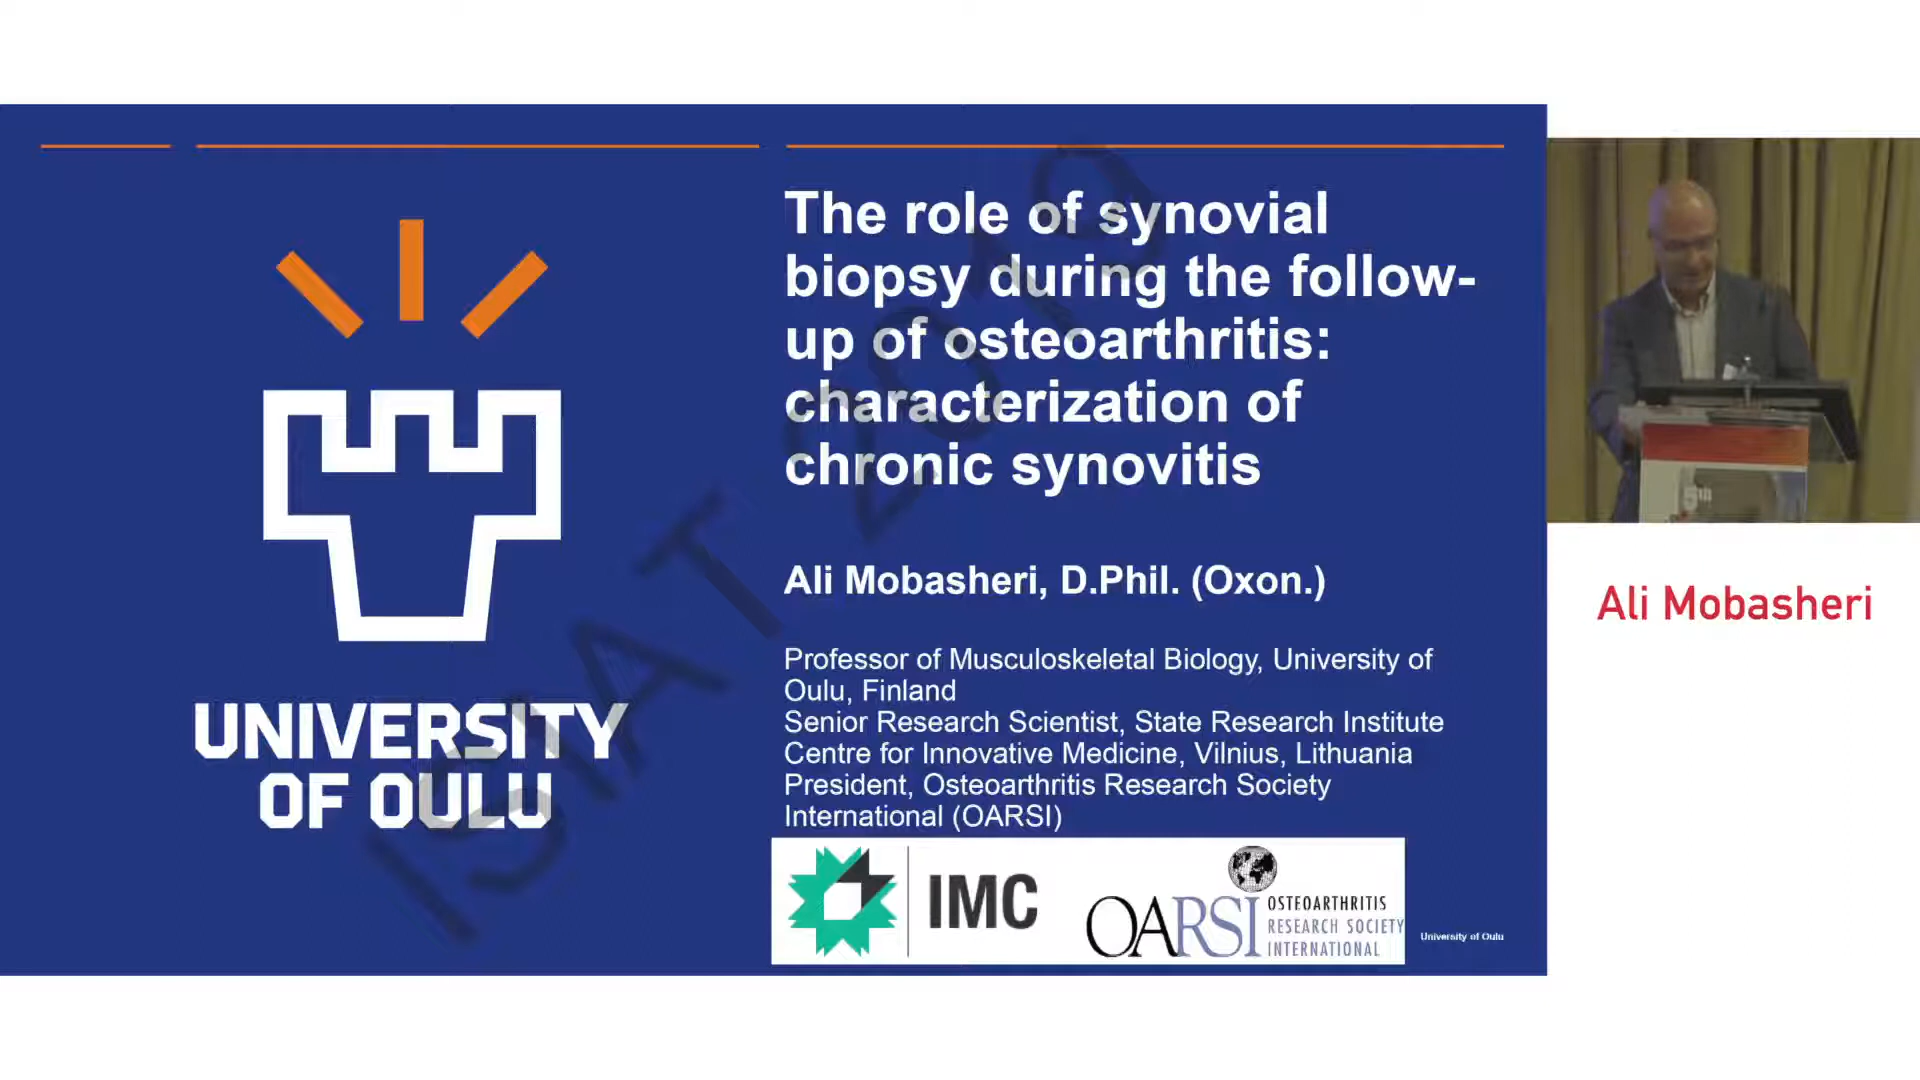 The role of synovial
biopsy during the follow-
up of osteoarthritis:
characterization of
chronic synovitis
Ali Mobasheri, D.Phil. (Oxon.)
Professor of Musculoskeletal Biology, University of
Oulu, Finland
Senior Research Scientist, State Research Institute
Centre for Innovative Medicine, Vilnius, Lithuania
President, Osteoarthritis Research Society
International (OARSI)
UNIVERSITY
OF OULU
IMC
OARSI
OSTEOARTHRITIS
RESEARCH SOCIETY
INTERNATIONAL
University of Oulu
ISIAT 2019
5th
Ali Mobasheri